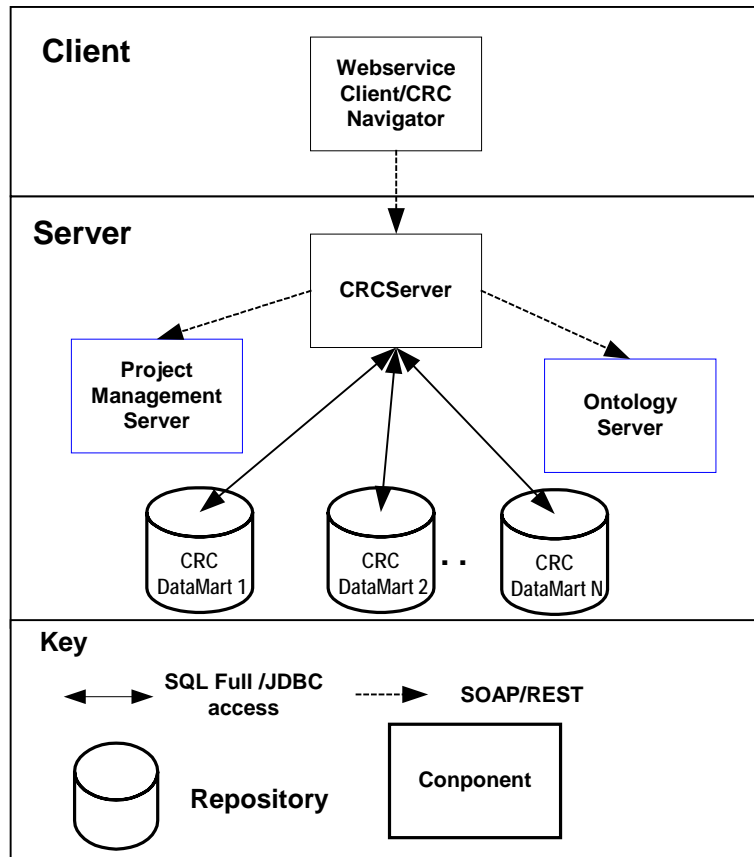 Client
Webservice
Client/CRC
Navigator
Server
CRCServer
Project
Management
Server
Ontology
Server
CRC
DataMart 1
CRC
DataMart 2
. .
CRC
DataMart N
Key
SQL Full /JDBC
access
SOAP/REST
Repository
Conponent